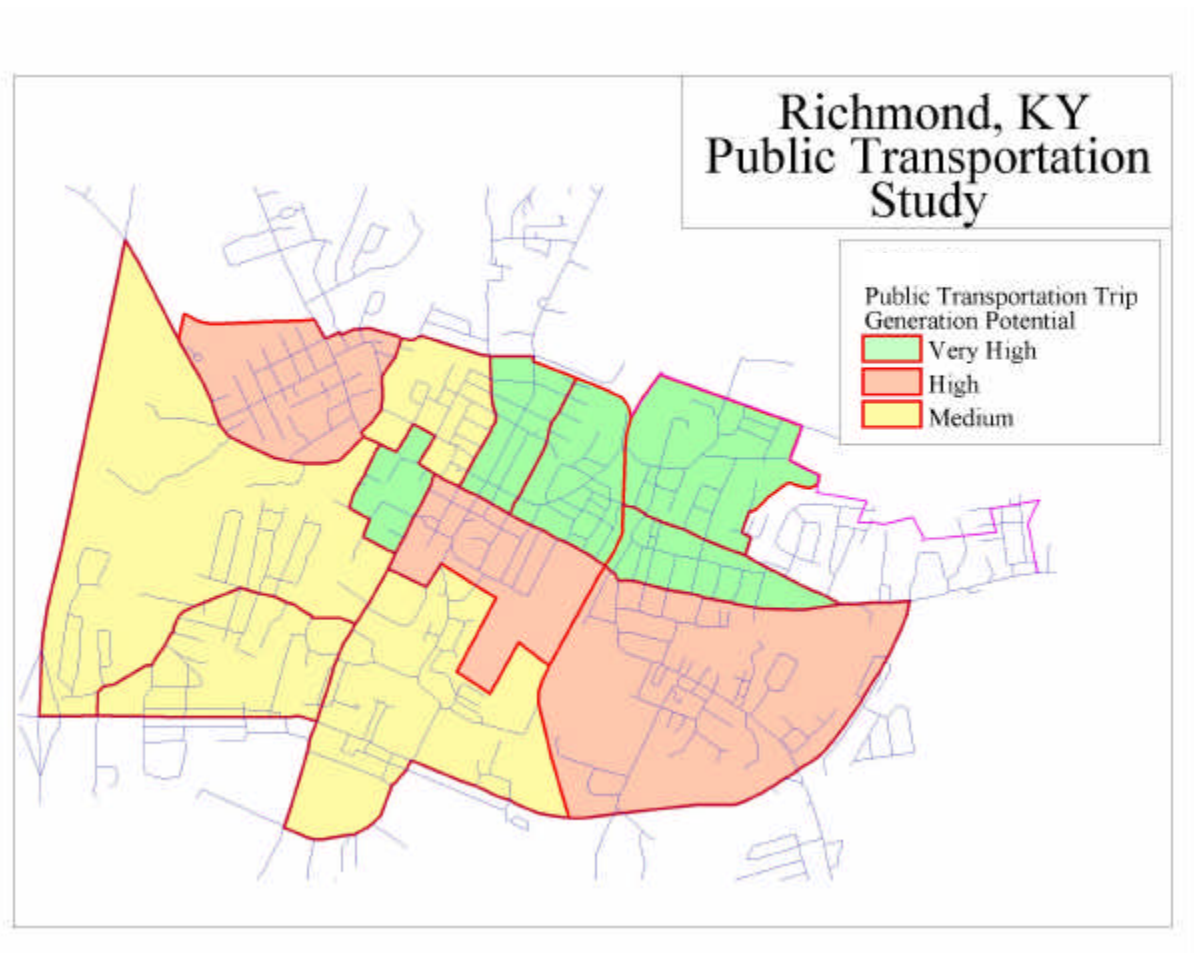 Richmond, KY
Public Transportation
Study
Public Transportation Trip
Generation Potential
Very High
High
Medium